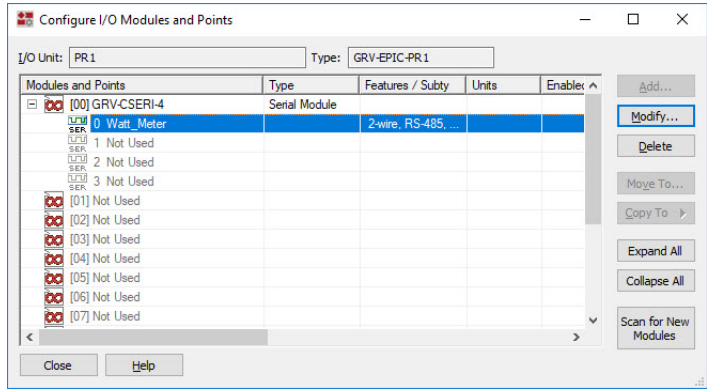 Configure I/O Modules and Points
I/O Unit: PR1 Type: GRV-EPIC-PR1
Modules and Points Type Features / Subty Units Enabled
[00] GRV-CSERI-4 Serial Module
SER 0 Watt_Meter 2-wire, RS-485, ...
SER 1 Not Used
SER 2 Not Used
SER 3 Not Used
[01] Not Used
[02] Not Used
[03] Not Used
[04] Not Used
[05] Not Used
[06] Not Used
[07] Not Used
Add...
Modify...
Delete
Move To...
Copy To
Expand All
Collapse All
Scan for New
Modules
Close Help